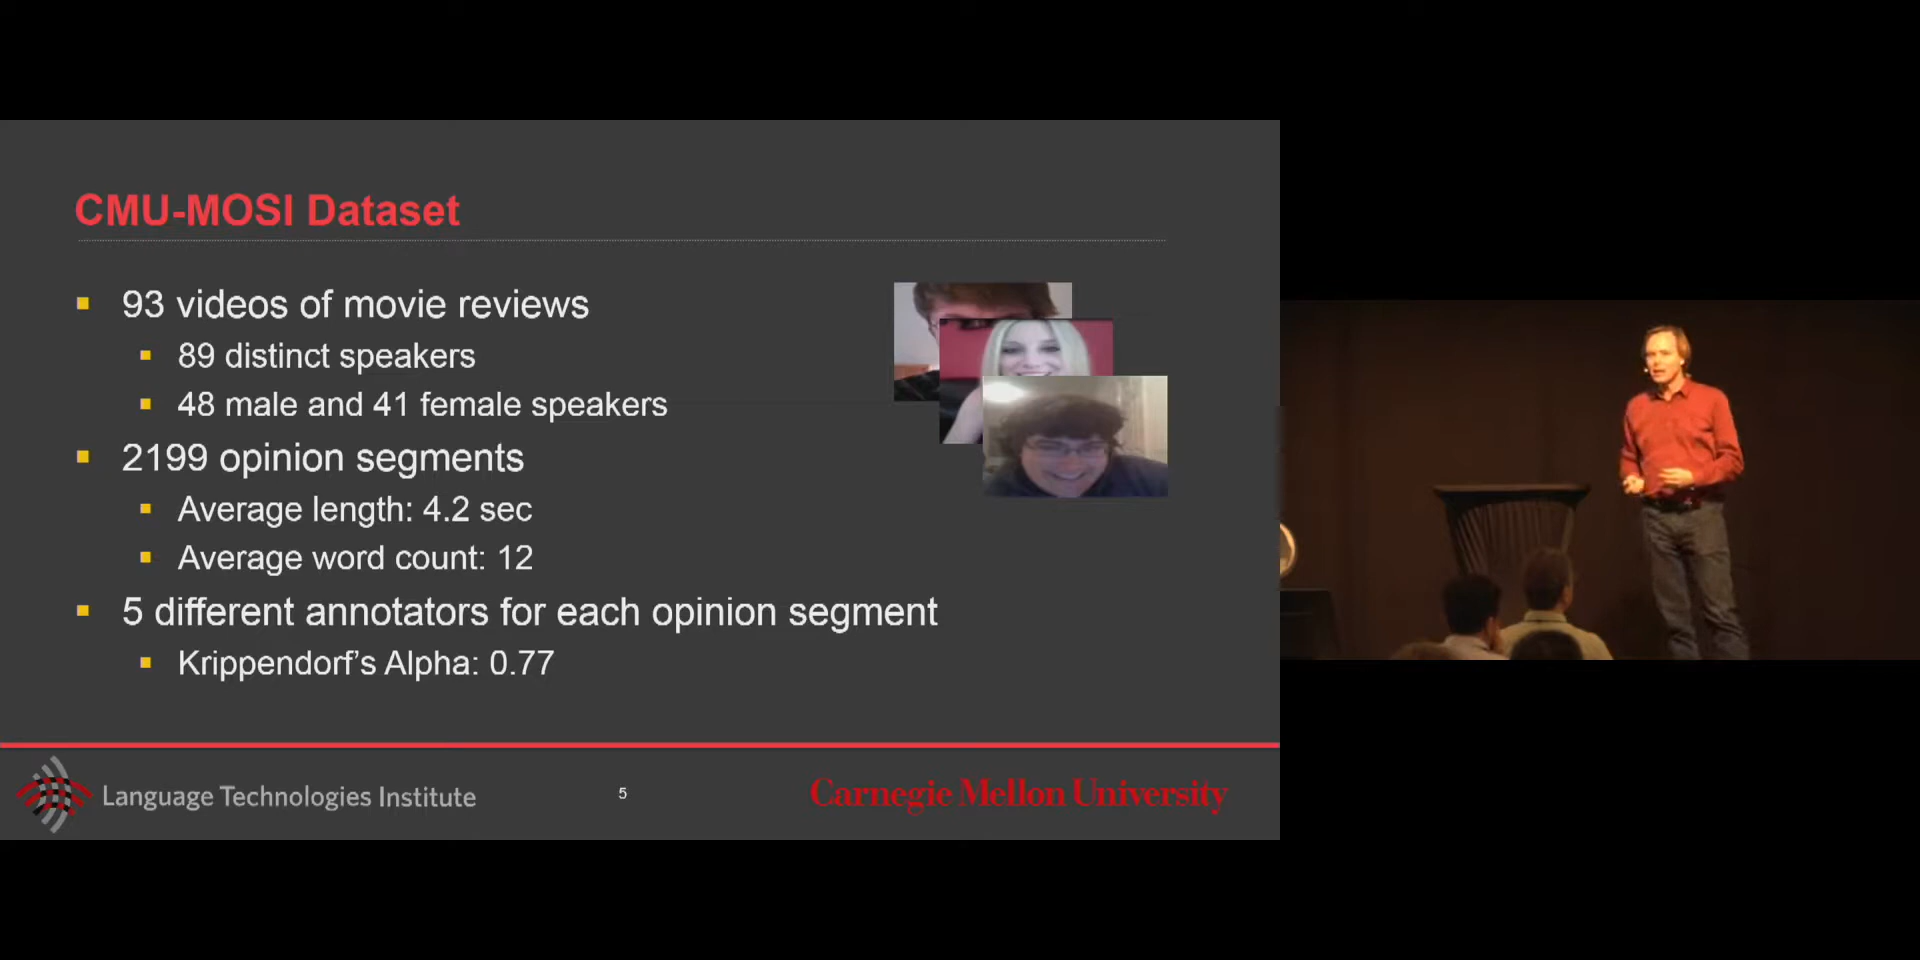 CMU-MOSI Dataset
93 videos of movie reviews
89 distinct speakers
48 male and 41 female speakers
2199 opinion segments
Average length: 4.2 sec
Average word count: 12
5 different annotators for each opinion segment
Krippendorf's Alpha: 0.77
Language Technologies Institute
5
Carnegie Mellon University